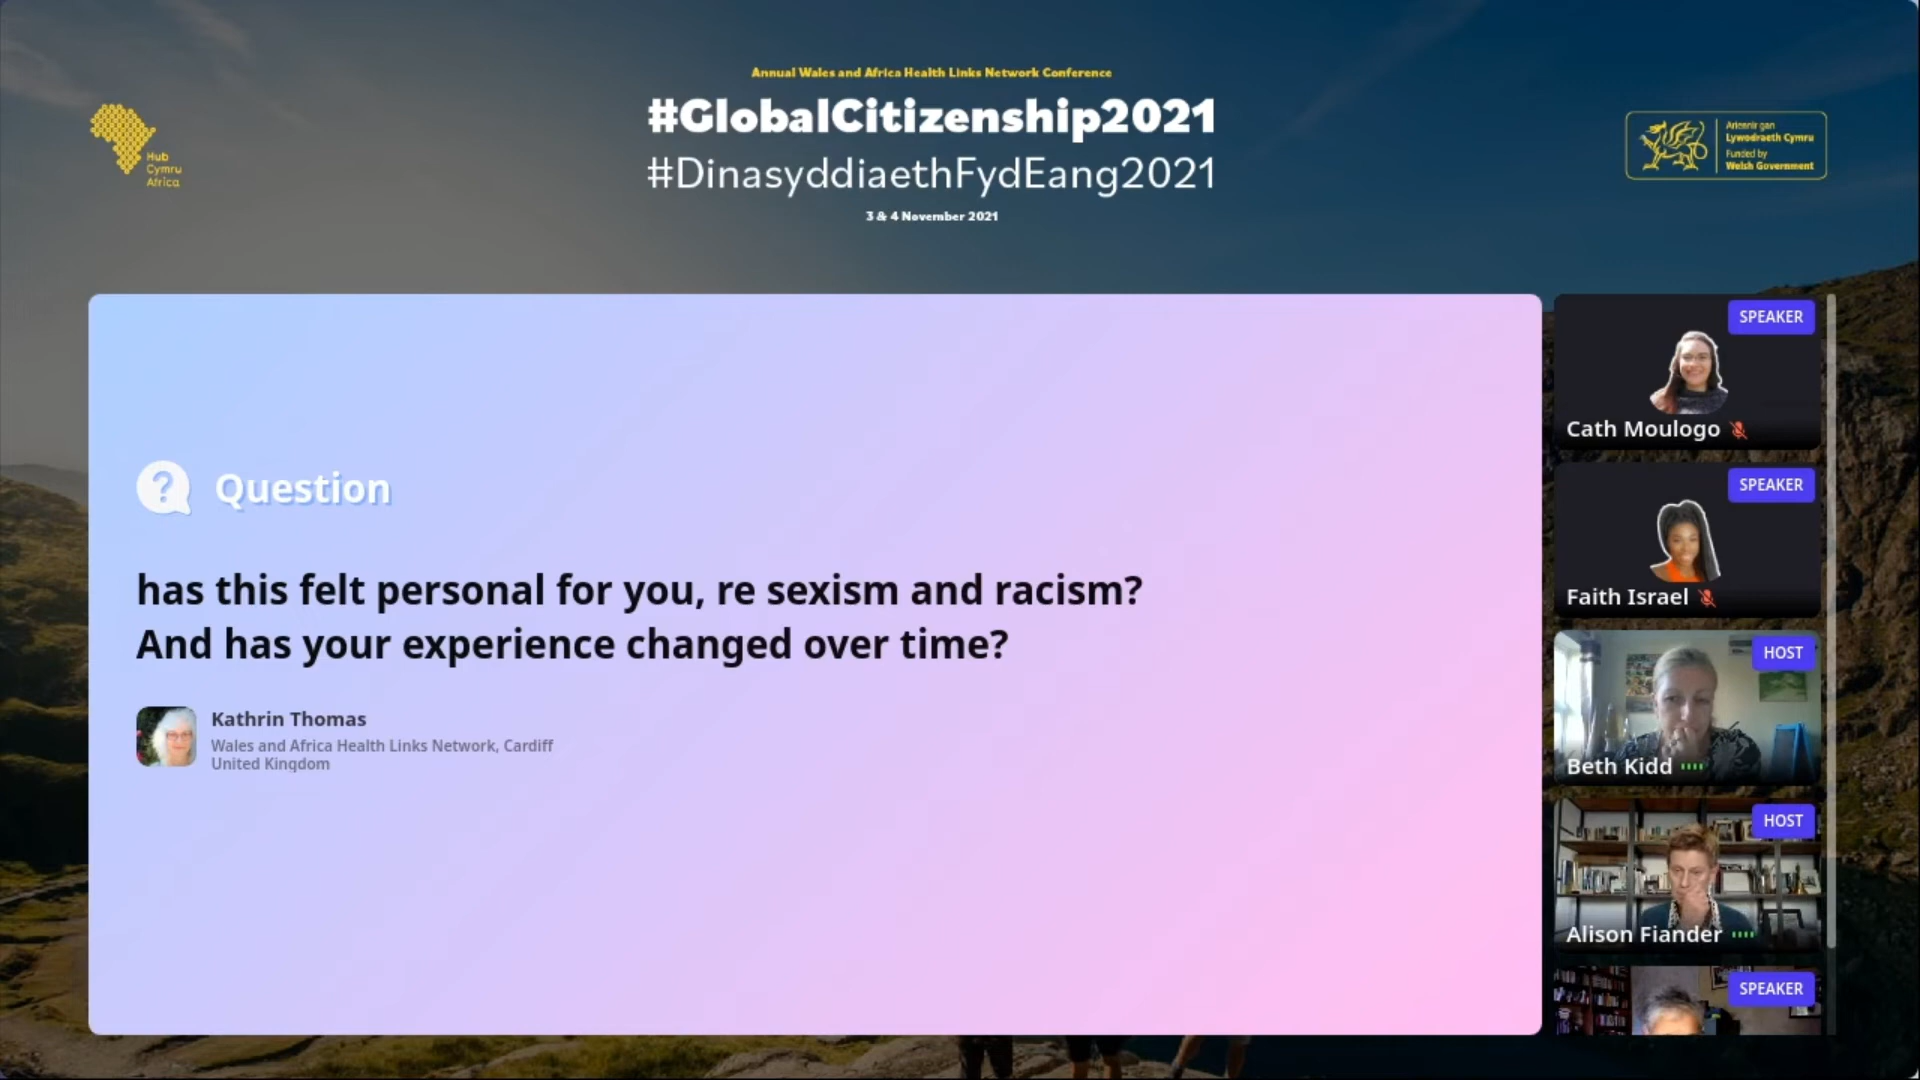 Annual Wales and Africa Health Links Network Conference
#GlobalCitizenship2021
#DinasyddiaethFydEang2021
3 & 4 November 2021
Hub
Cymru
Africa
Ariennir gan
Lywodraeth Cymru
Funded by
Welsh Government
Question
has this felt personal for you, re sexism and racism?
And has your experience changed over time?
Kathrin Thomas
Wales and Africa Health Links Network, Cardiff
United Kingdom
SPEAKER
Cath Moulogo
SPEAKER
Faith Israel
HOST
Beth Kidd
HOST
Alison Fiander
SPEAKER